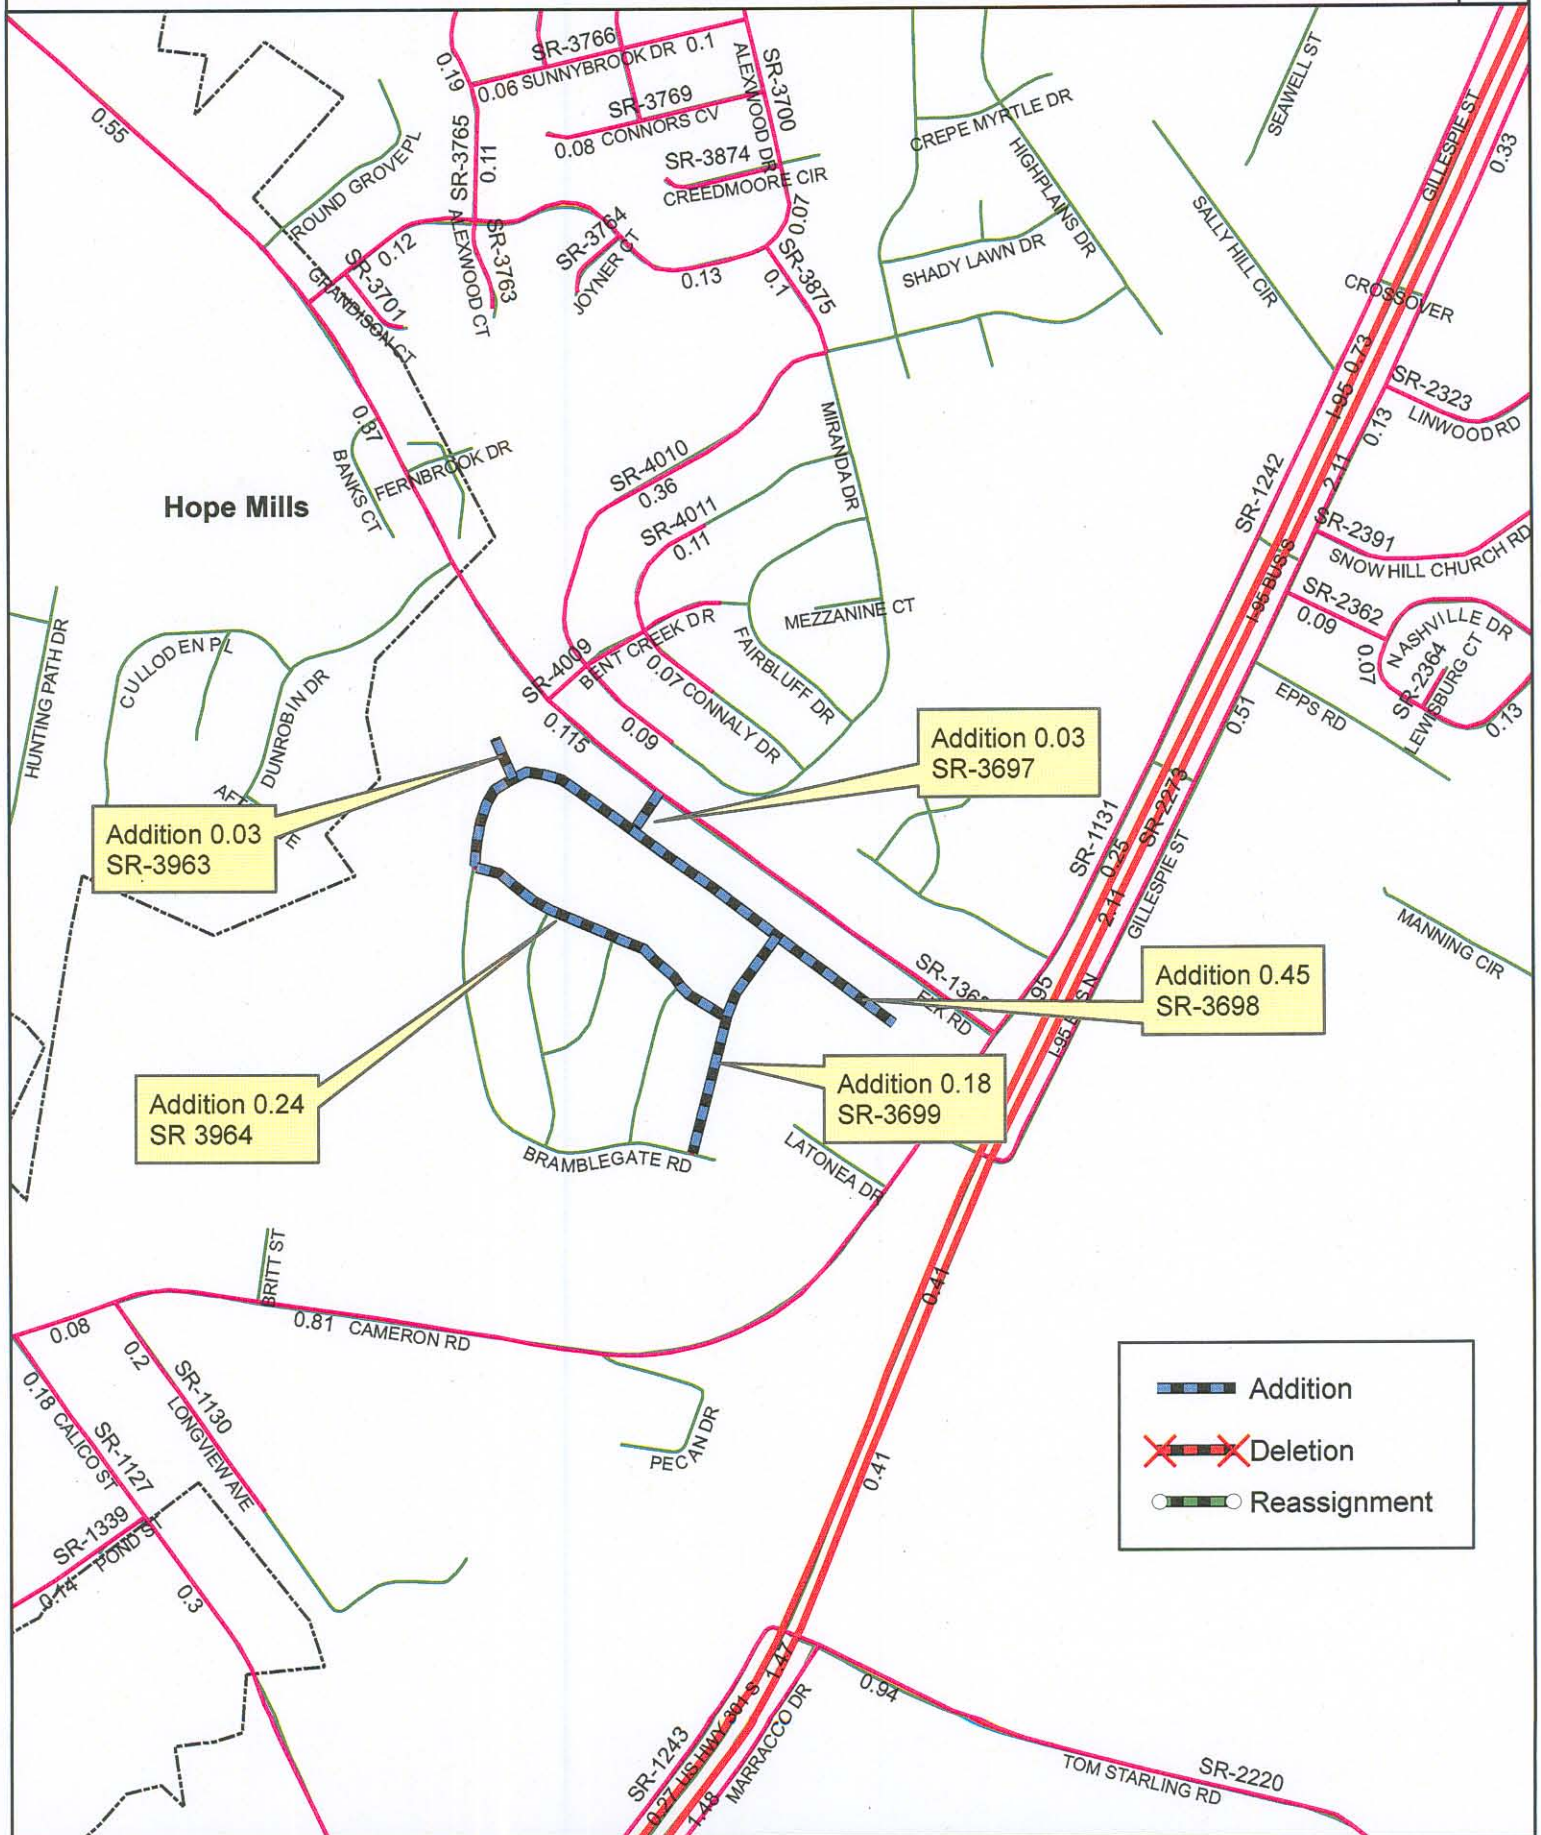 SR-3766
0.06 SUNNYBROOK DR 0.1
0.19
SR-3700
ALEXWOOD DR
SEAWELL ST
GILLESPIE ST
0.33
0.55
SR-3769
0.08 CONNORS CV
SR-3765
0.11
SR-3874
CREEDMOORE CIR
0.07
CREPE MYRTLE DR
HIGHPLAINS DR
ROUND GROVE PL
SALLY HILL CIR
SR-3764
JOYNER CT
0.12
ALEXWOOD CT
SR-3763
SR-3701
GRANDISON CT
0.13
0.1
SR-3875
SHADY LAWN DR
CROSSOVER
I-95 0.73
SR-2323
LINWOOD RD
0.13
0.37
BANKS CT
FERNBROOK DR
MIRANDA DR
SR-4010
0.36
SR-4011
0.11
Hope Mills
SR-1242
2.11
SR-2391
SNOW HILL CHURCH RD
I-95 BUS S
SR-2362
0.09
NASHVILLE DR
0.07
SR-2364
LEWISBURG CT
0.13
MEZZANINE CT
HUNTING PATH DR
CULLODEN PL
DUNROBIN DR
SR-4009
BENT CREEK DR
FAIRBLUFF DR
0.07 CONNALY DR
0.115
0.09
EPPS RD
0.51
Addition 0.03
SR-3697
Addition 0.03
SR-3963
SR-1131
0.25
SR-2273
2.11
GILLESPIE ST
MANNING CIR
Addition 0.45
SR-3698
EK RD
95
Addition 0.24
SR 3964
Addition 0.18
SR-3699
BRAMBLEGATE RD
LATONEA DR
BRITT ST
0.41
0.08
0.81 CAMERON RD
0.2
SR-1130
LONGVIEW AVE
0.18 CALICO ST
SR-1127
PECAN DR
0.41
Addition
Deletion
Reassignment
SR-1339
POND ST
0.14
0.3
1.47
0.94
SR-1243
0.27 US HWY 301 S
1.48
MARRACCO DR
TOM STARLING RD
SR-2220